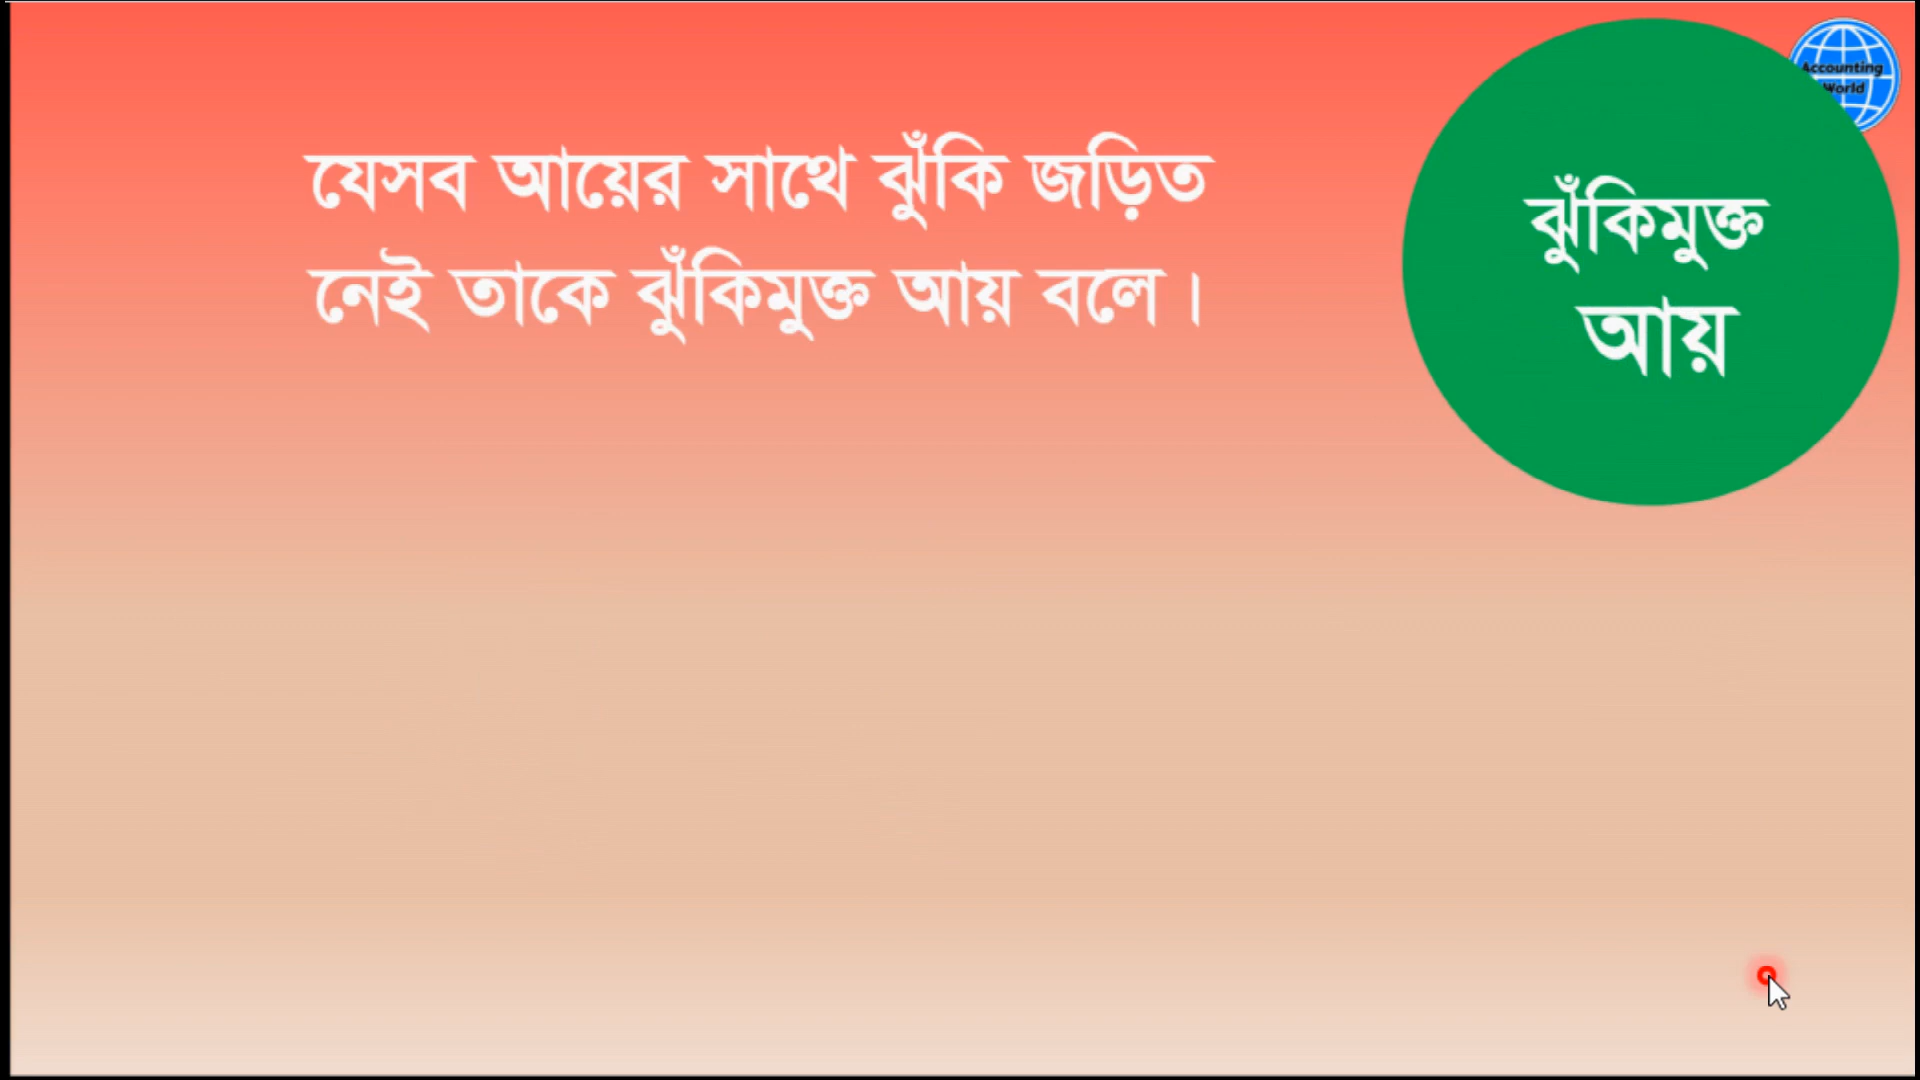 যেসব আয়ের সাথে ঝুঁকি জড়িত
নেই তাকে ঝুঁকিমুক্ত আয় বলে।
ঝুঁকিমুক্ত
আয়
Accounting
World